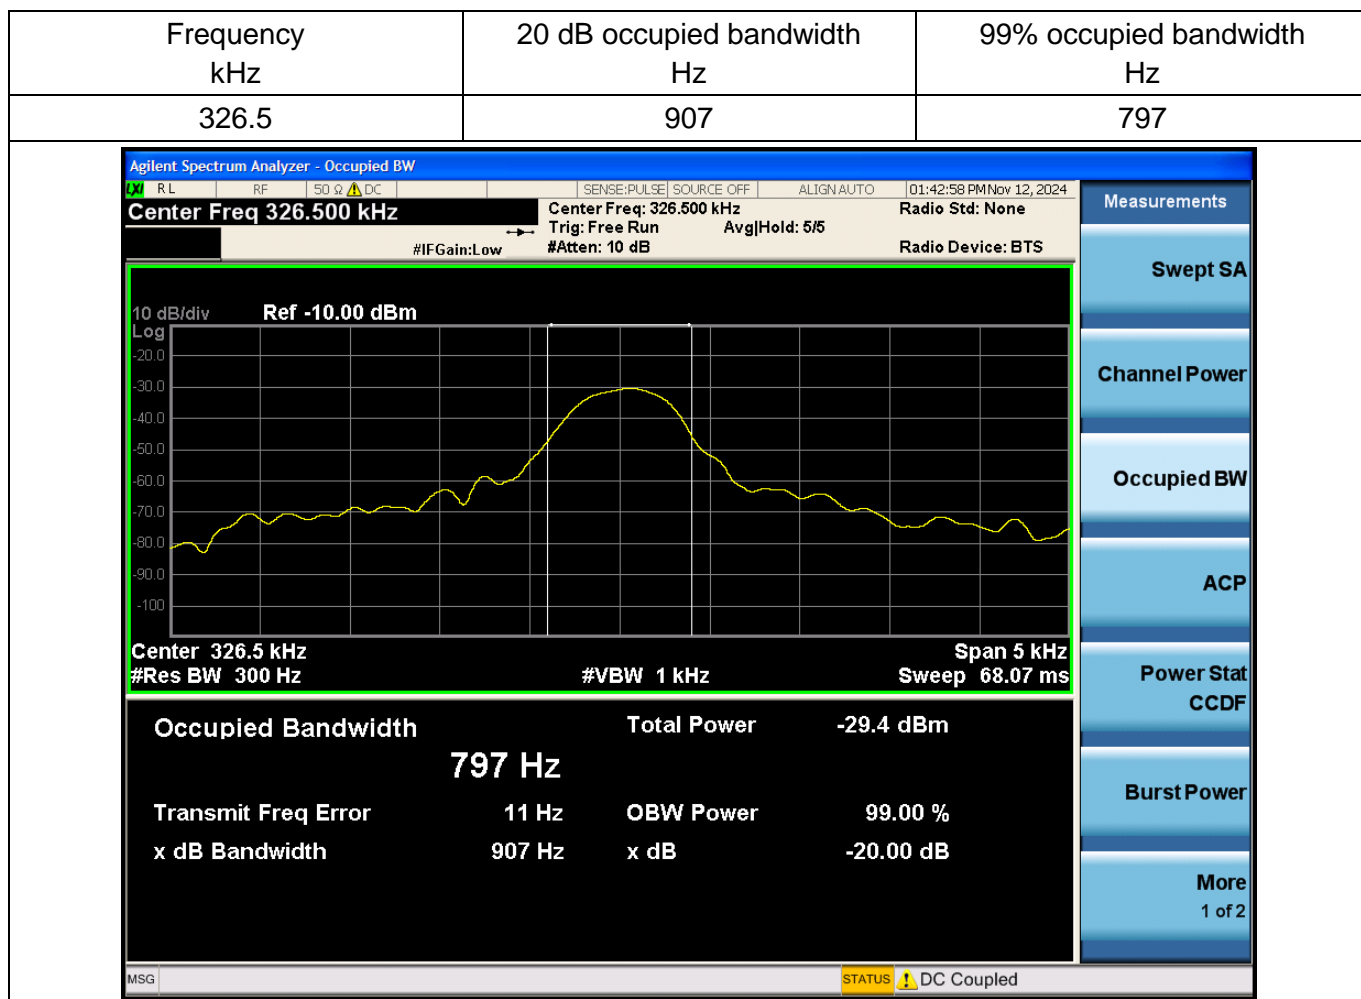 Frequency
kHz
20 dB occupied bandwidth
Hz
99% occupied bandwidth
Hz
326.5
907
797
Agilent Spectrum Analyzer - Occupied BW
LXI RL RF 50 Ω DC SENSE:PULSE SOURCE OFF ALIGN AUTO 01:42:58 PM Nov 12, 2024
Center Freq 326.500 kHz
Center Freq: 326.500 kHz
Radio Std: None
Trig: Free Run Avg|Hold: 5/5
#IFGain:Low
#Atten: 10 dB
Radio Device: BTS
10 dB/div Ref -10.00 dBm
Log
-20.0
-30.0
-40.0
-50.0
-60.0
-70.0
-80.0
-90.0
-100
Center 326.5 kHz Span 5 kHz
#Res BW 300 Hz #VBW 1 kHz Sweep 68.07 ms
Occupied Bandwidth Total Power -29.4 dBm
797 Hz
Transmit Freq Error 11 Hz OBW Power 99.00 %
x dB Bandwidth 907 Hz x dB -20.00 dB
Measurements
Swept SA
Channel Power
Occupied BW
ACP
Power Stat
CCDF
Burst Power
More
1 of 2
MSG STATUS DC Coupled